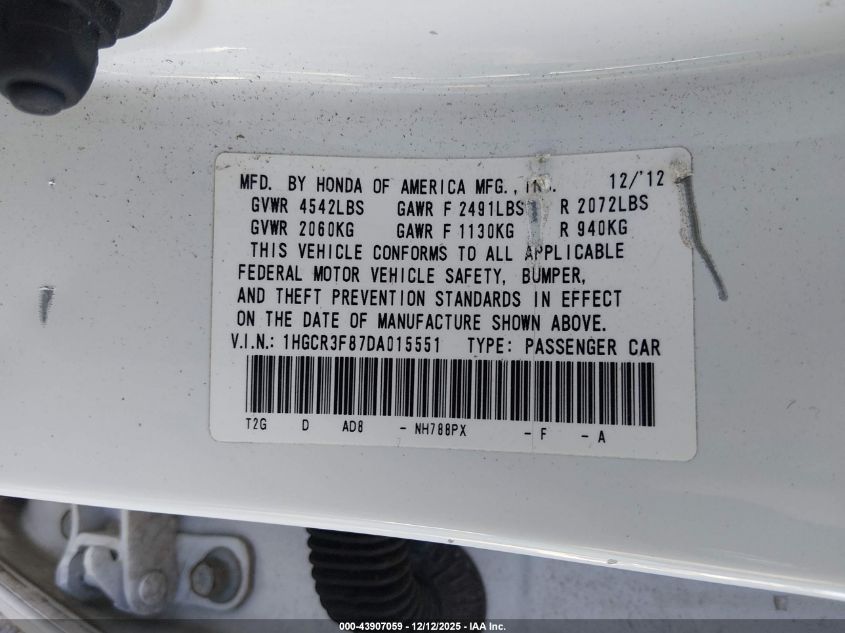 MFD. BY HONDA OF AMERICA MFG., INC. 12/'12
GVWR 4542LBS GAWR F 2491LBS R 2072LBS
GVWR 2060KG GAWR F 1130KG R 940KG
THIS VEHICLE CONFORMS TO ALL APPLICABLE
FEDERAL MOTOR VEHICLE SAFETY, BUMPER,
AND THEFT PREVENTION STANDARDS IN EFFECT
ON THE DATE OF MANUFACTURE SHOWN ABOVE.
V.I.N.: 1HGCR3F87DA015551 TYPE: PASSENGER CAR
T2G D AD8 - NH788PX - F - A
000-43907059 - 12/12/2025 - IAA Inc.